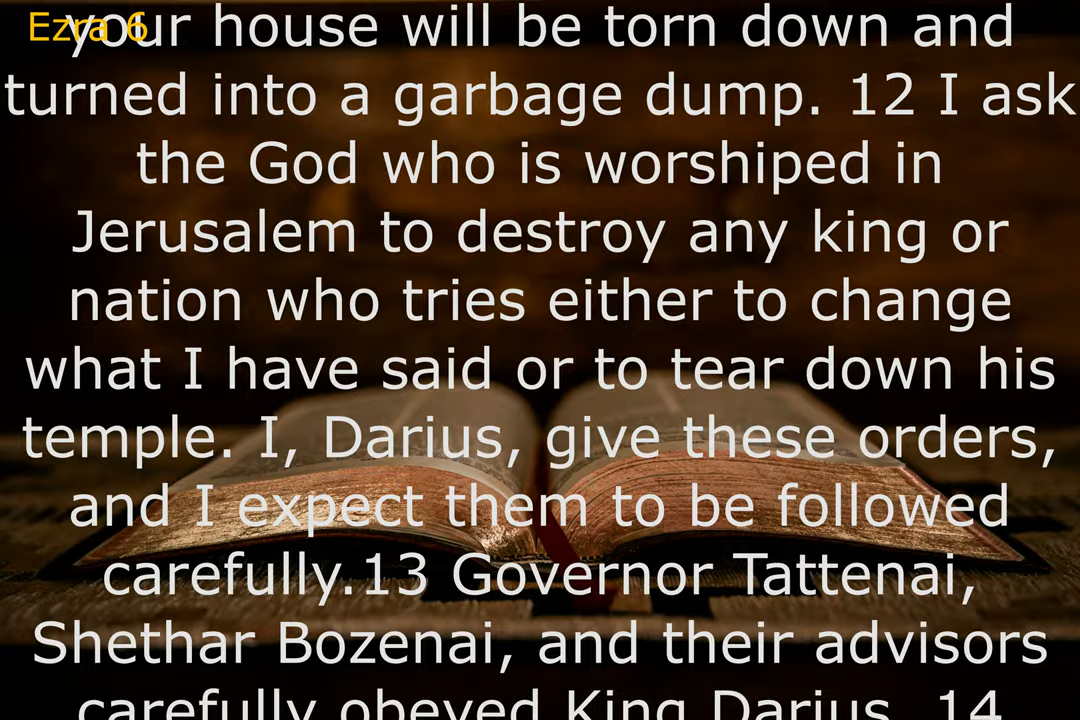 Ezra 6
your house will be torn down and
turned into a garbage dump. 12 I ask
the God who is worshiped in
Jerusalem to destroy any king or
nation who tries either to change
what I have said or to tear down his
temple. I, Darius, give these orders,
and I expect them to be followed
carefully.13 Governor Tattenai,
Shethar Bozenai, and their advisors
carefully obeyed King Darius. 14